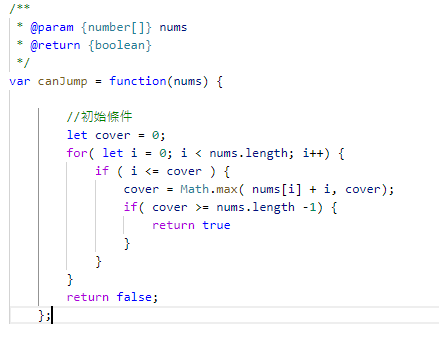 /**
 * @param {number[]} nums
 * @return {boolean}
 */
var canJump = function(nums) {
//初始條件
let cover = 0;
for( let i = 0; i < nums.length; i++) {
if ( i <= cover ) {
cover = Math.max( nums[i] + i, cover);
if( cover >= nums.length -1) {
return true
}
}
}
return false;
};